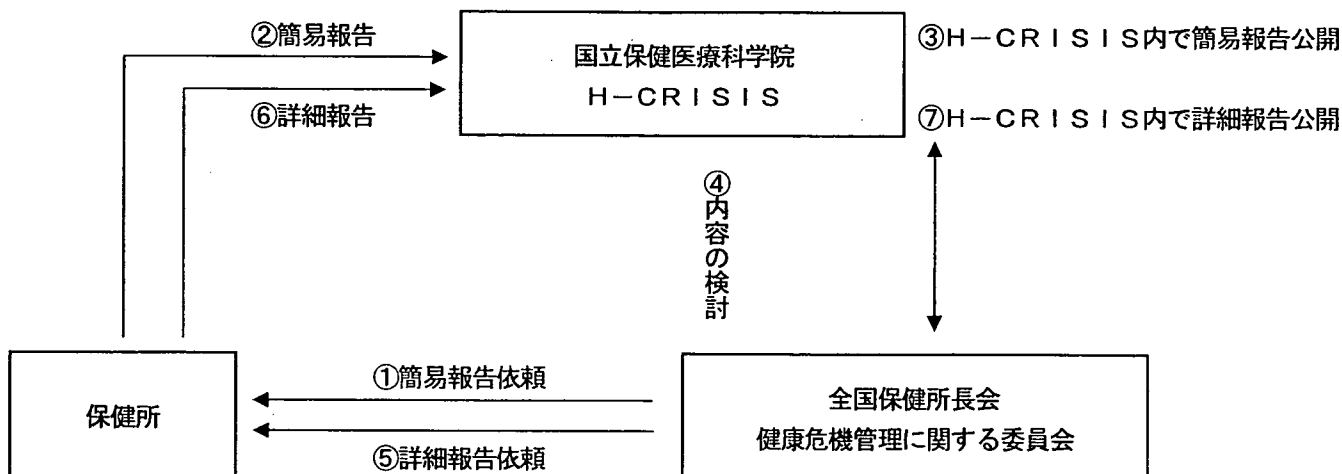 ②簡易報告
⑥詳細報告
国立保健医療科学院
H-CRISIS
③H-CRISIS内で簡易報告公開
⑦H-CRISIS内で詳細報告公開
④内容の検討
保健所
①簡易報告依頼
⑤詳細報告依頼
全国保健所長会
健康危機管理に関する委員会